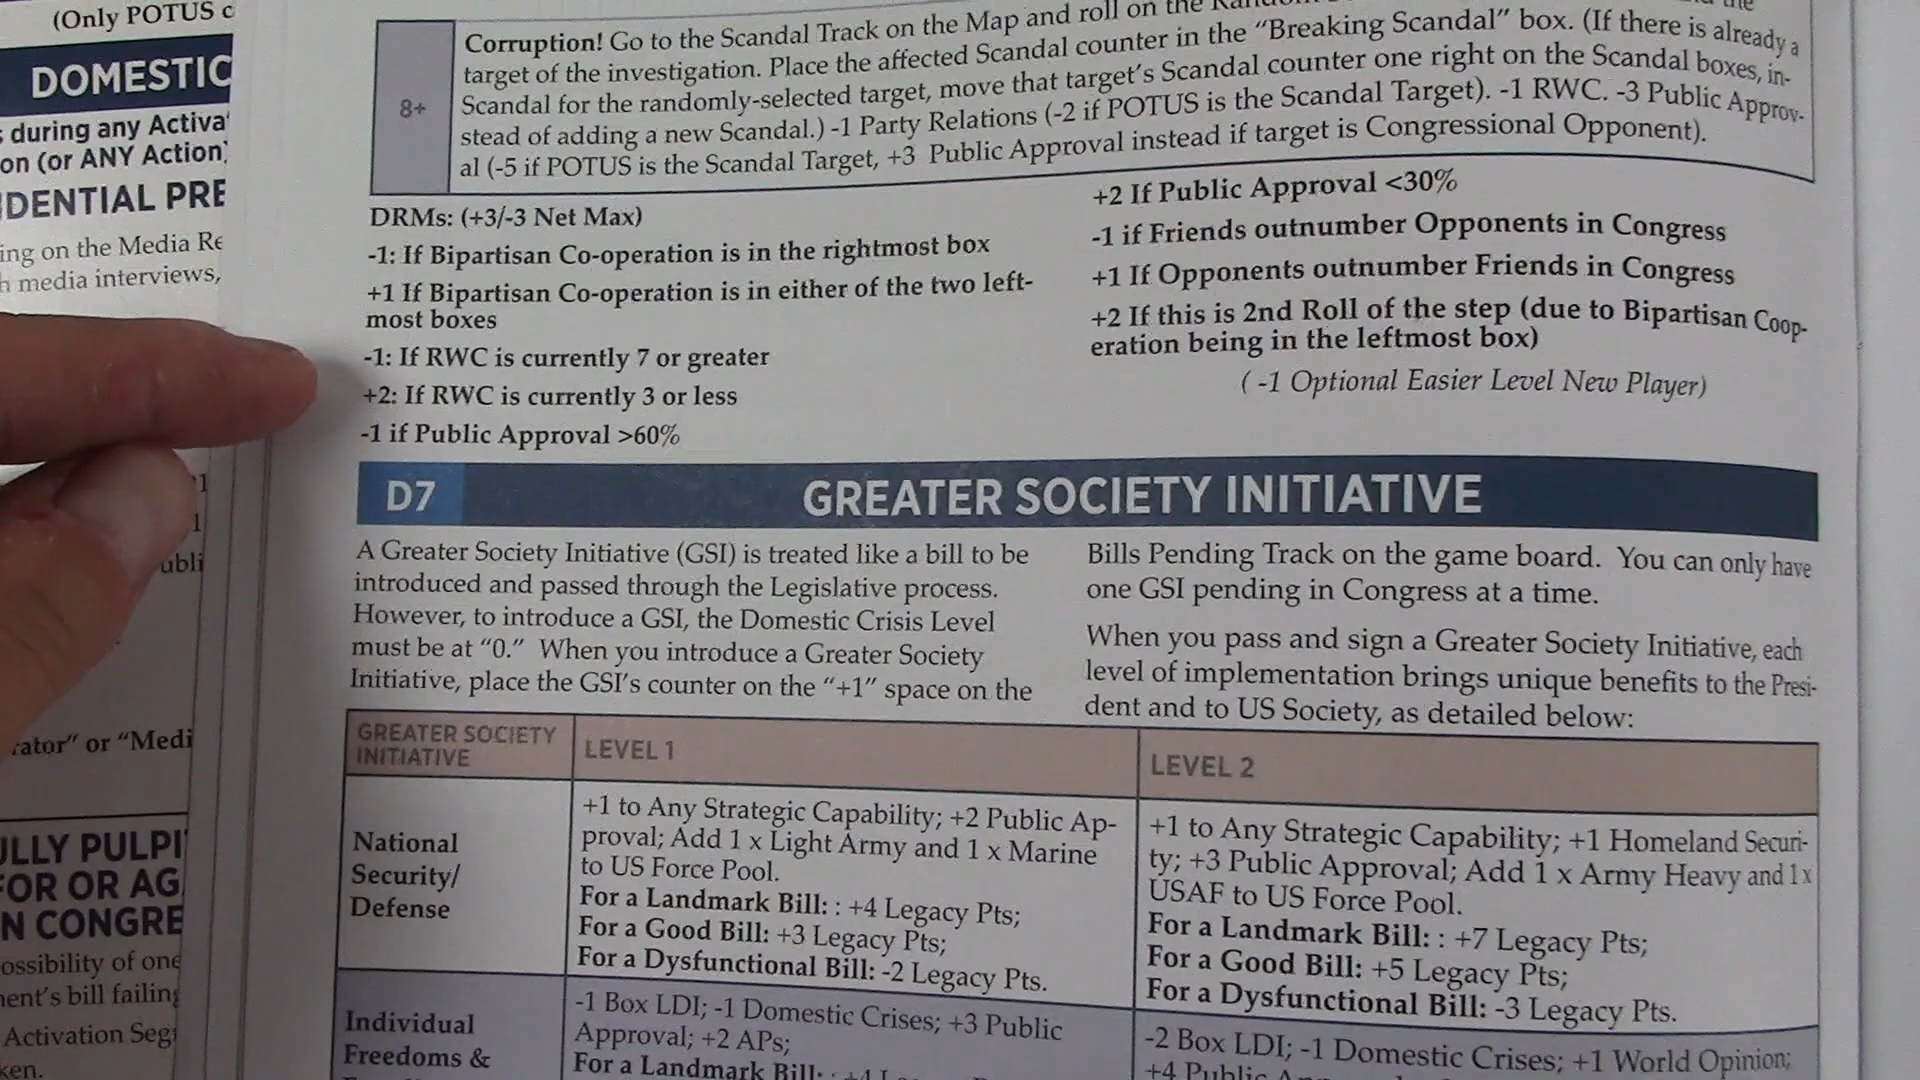 (Only POTUS c
DOMESTIC
during any Activa
on (or ANY Action)
DENTIAL PRE
ing on the Media Re
h media interviews,
rator" or "Medi
ULLY PULPI
FOR OR AG
N CONGRE
ossibility of one
nent's bill failing
Activation Seg
ken.
8+
Corruption! Go to the Scandal Track on the Map and roll on the
target of the investigation. Place the affected Scandal counter in the "Breaking Scandal" box. (If there is already a
Scandal for the randomly-selected target, move that target's Scandal counter one right on the Scandal boxes, in-
stead of adding a new Scandal.) -1 Party Relations (-2 if POTUS is the Scandal Target). -1 RWC. -3 Public Approv-
al (-5 if POTUS is the Scandal Target, +3 Public Approval instead if target is Congressional Opponent).
DRMs: (+3/-3 Net Max)
-1: If Bipartisan Co-operation is in the rightmost box
+1 If Bipartisan Co-operation is in either of the two left-
most boxes
-1: If RWC is currently 7 or greater
+2: If RWC is currently 3 or less
-1 if Public Approval >60%
+2 If Public Approval <30%
-1 if Friends outnumber Opponents in Congress
+1 If Opponents outnumber Friends in Congress
+2 If this is 2nd Roll of the step (due to Bipartisan Coop-
eration being in the leftmost box)
( -1 Optional Easier Level New Player)
D7
GREATER SOCIETY INITIATIVE
A Greater Society Initiative (GSI) is treated like a bill to be
introduced and passed through the Legislative process.
However, to introduce a GSI, the Domestic Crisis Level
must be at "0." When you introduce a Greater Society
Initiative, place the GSI's counter on the "+1" space on the
Bills Pending Track on the game board. You can only have
one GSI pending in Congress at a time.
When you pass and sign a Greater Society Initiative, each
level of implementation brings unique benefits to the Presi-
dent and to US Society, as detailed below:
GREATER SOCIETY
INITIATIVE
LEVEL 1
LEVEL 2
National
Security/
Defense
+1 to Any Strategic Capability; +2 Public Ap-
proval; Add 1 x Light Army and 1 x Marine
to US Force Pool.
For a Landmark Bill: : +4 Legacy Pts;
For a Good Bill: +3 Legacy Pts;
For a Dysfunctional Bill: -2 Legacy Pts.
+1 to Any Strategic Capability; +1 Homeland Securi-
ty; +3 Public Approval; Add 1 x Army Heavy and 1 x
USAF to US Force Pool.
For a Landmark Bill: : +7 Legacy Pts;
For a Good Bill: +5 Legacy Pts;
For a Dysfunctional Bill: -3 Legacy Pts.
Individual
Freedoms &
-1 Box LDI; -1 Domestic Crises; +3 Public
Approval; +2 APs;
For a Landmark Bill:
-2 Box LDI; -1 Domestic Crises; +1 World Opinion;
+4 Public